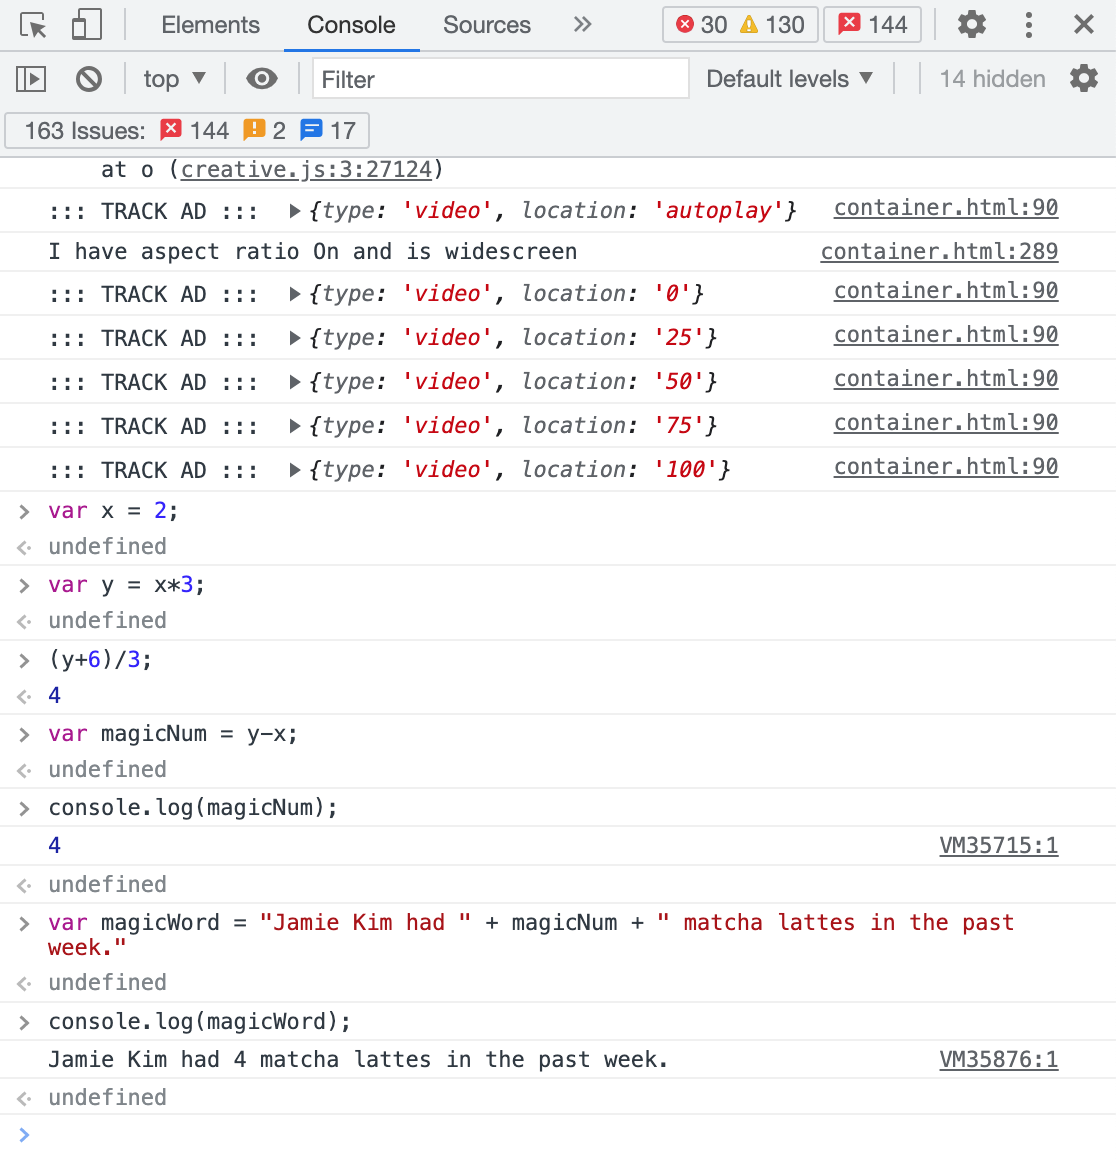 Elements Console Sources 30 130 144
top Filter Default levels 14 hidden
163 Issues: 144 2 17
at o (creative.js:3:27124)
::: TRACK AD ::: {type: 'video', location: 'autoplay'} container.html:90
I have aspect ratio On and is widescreen container.html:289
::: TRACK AD ::: {type: 'video', location: '0'} container.html:90
::: TRACK AD ::: {type: 'video', location: '25'} container.html:90
::: TRACK AD ::: {type: 'video', location: '50'} container.html:90
::: TRACK AD ::: {type: 'video', location: '75'} container.html:90
::: TRACK AD ::: {type: 'video', location: '100'} container.html:90
var x = 2;
undefined
var y = x*3;
undefined
(y+6)/3;
4
var magicNum = y-x;
undefined
console.log(magicNum);
4 VM35715:1
undefined
var magicWord = "Jamie Kim had " + magicNum + " matcha lattes in the past
week."
undefined
console.log(magicWord);
Jamie Kim had 4 matcha lattes in the past week. VM35876:1
undefined